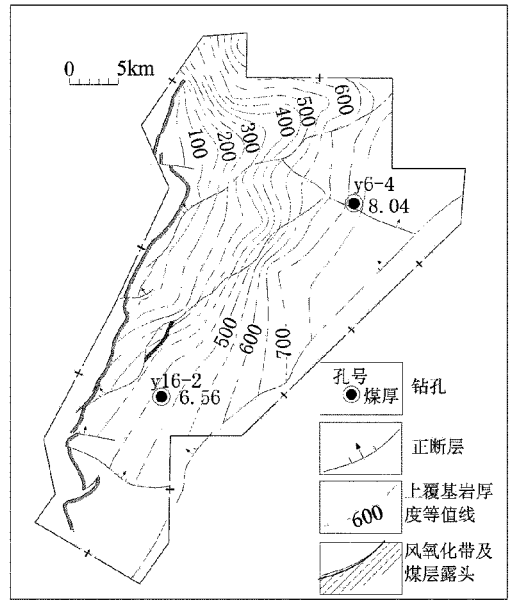 0 5km
600
500
400
300
200
100
y6-4
8.04
500
600
700
y16-2
6.56
孔号
煤厚
钻孔
正断层
上覆基岩厚
度等值线
600
风氧化带及
煤层露头